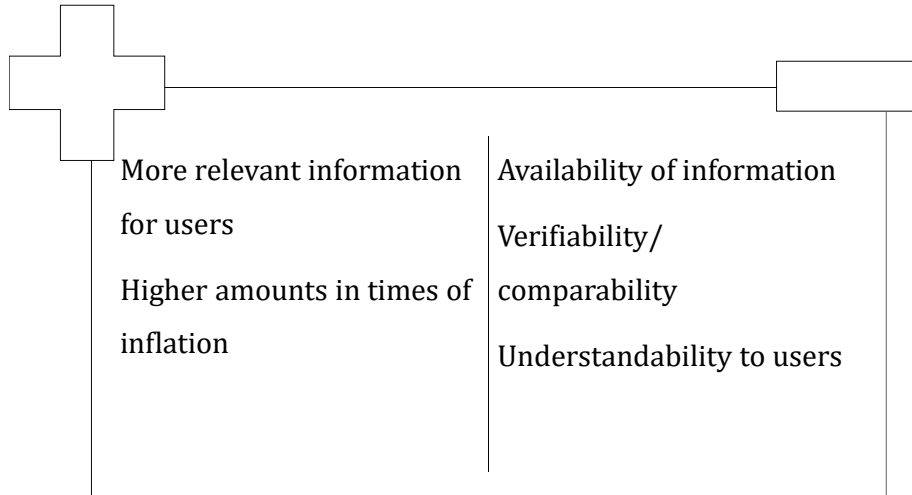 More relevant information
for users
Higher amounts in times of
inflation
Availability of information
Verifiability/
comparability
Understandability to users